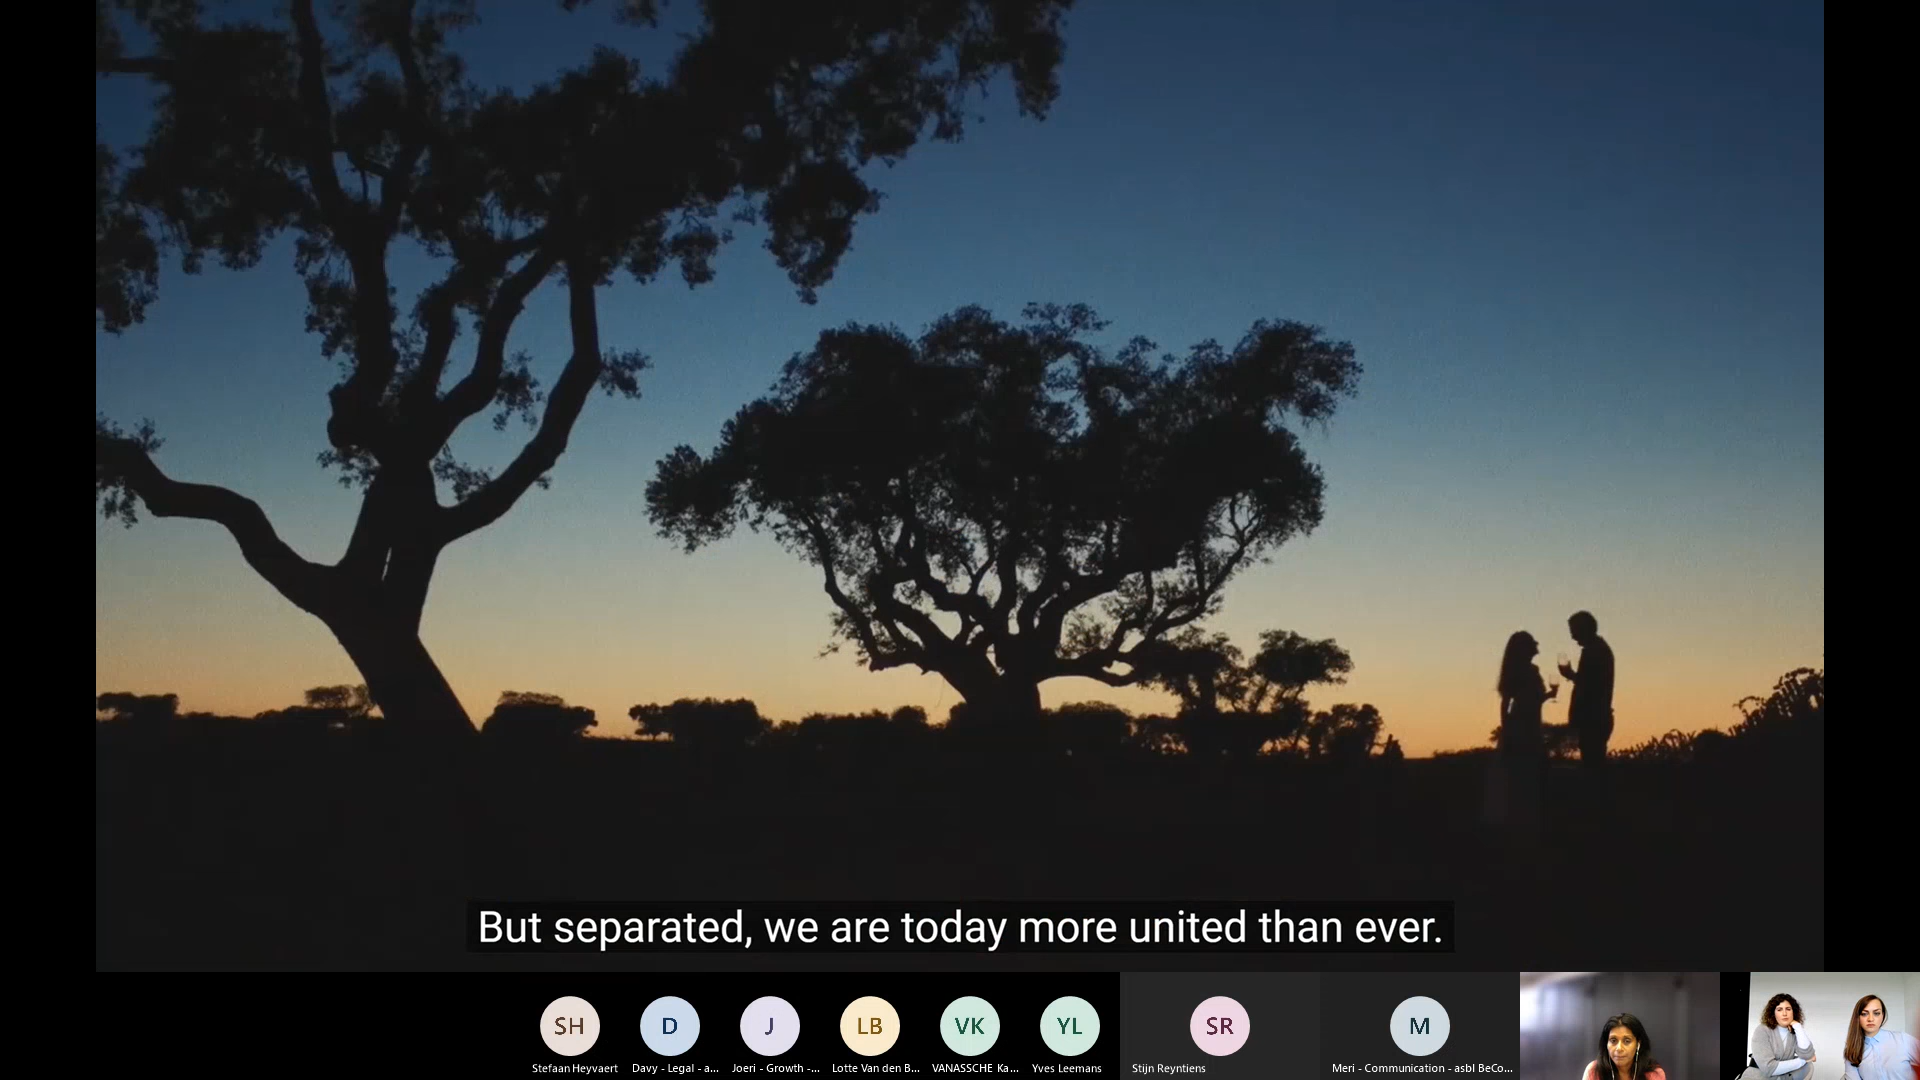 But separated, we are today more united than ever.
SH
D
J
LB
VK
YL
SR
M
Stefaan Heyvaert
Davy - Legal - a...
Joeri - Growth -...
Lotte Van den B...
VANASSCHE Ka...
Yves Leemans
Stijn Reyntiens
Meri - Communication - asbl BeCo...